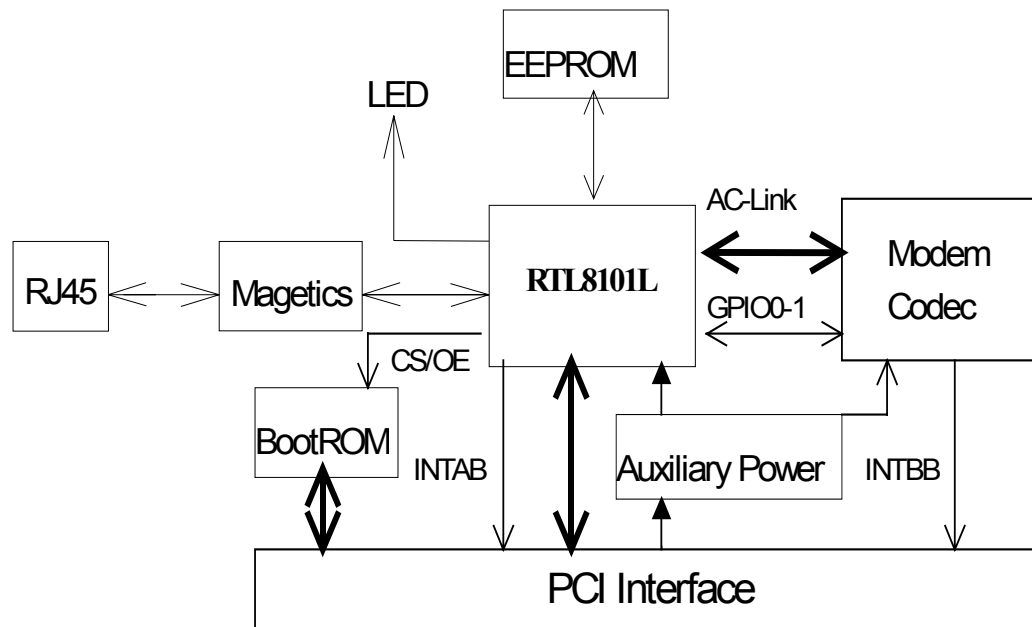 EEPROM
LED
AC-Link
RJ45
Magetics
RTL8101L
Modem
Codec
GPIO0-1
CS/OE
BootROM
INTAB
Auxiliary Power
INTBB
PCI Interface